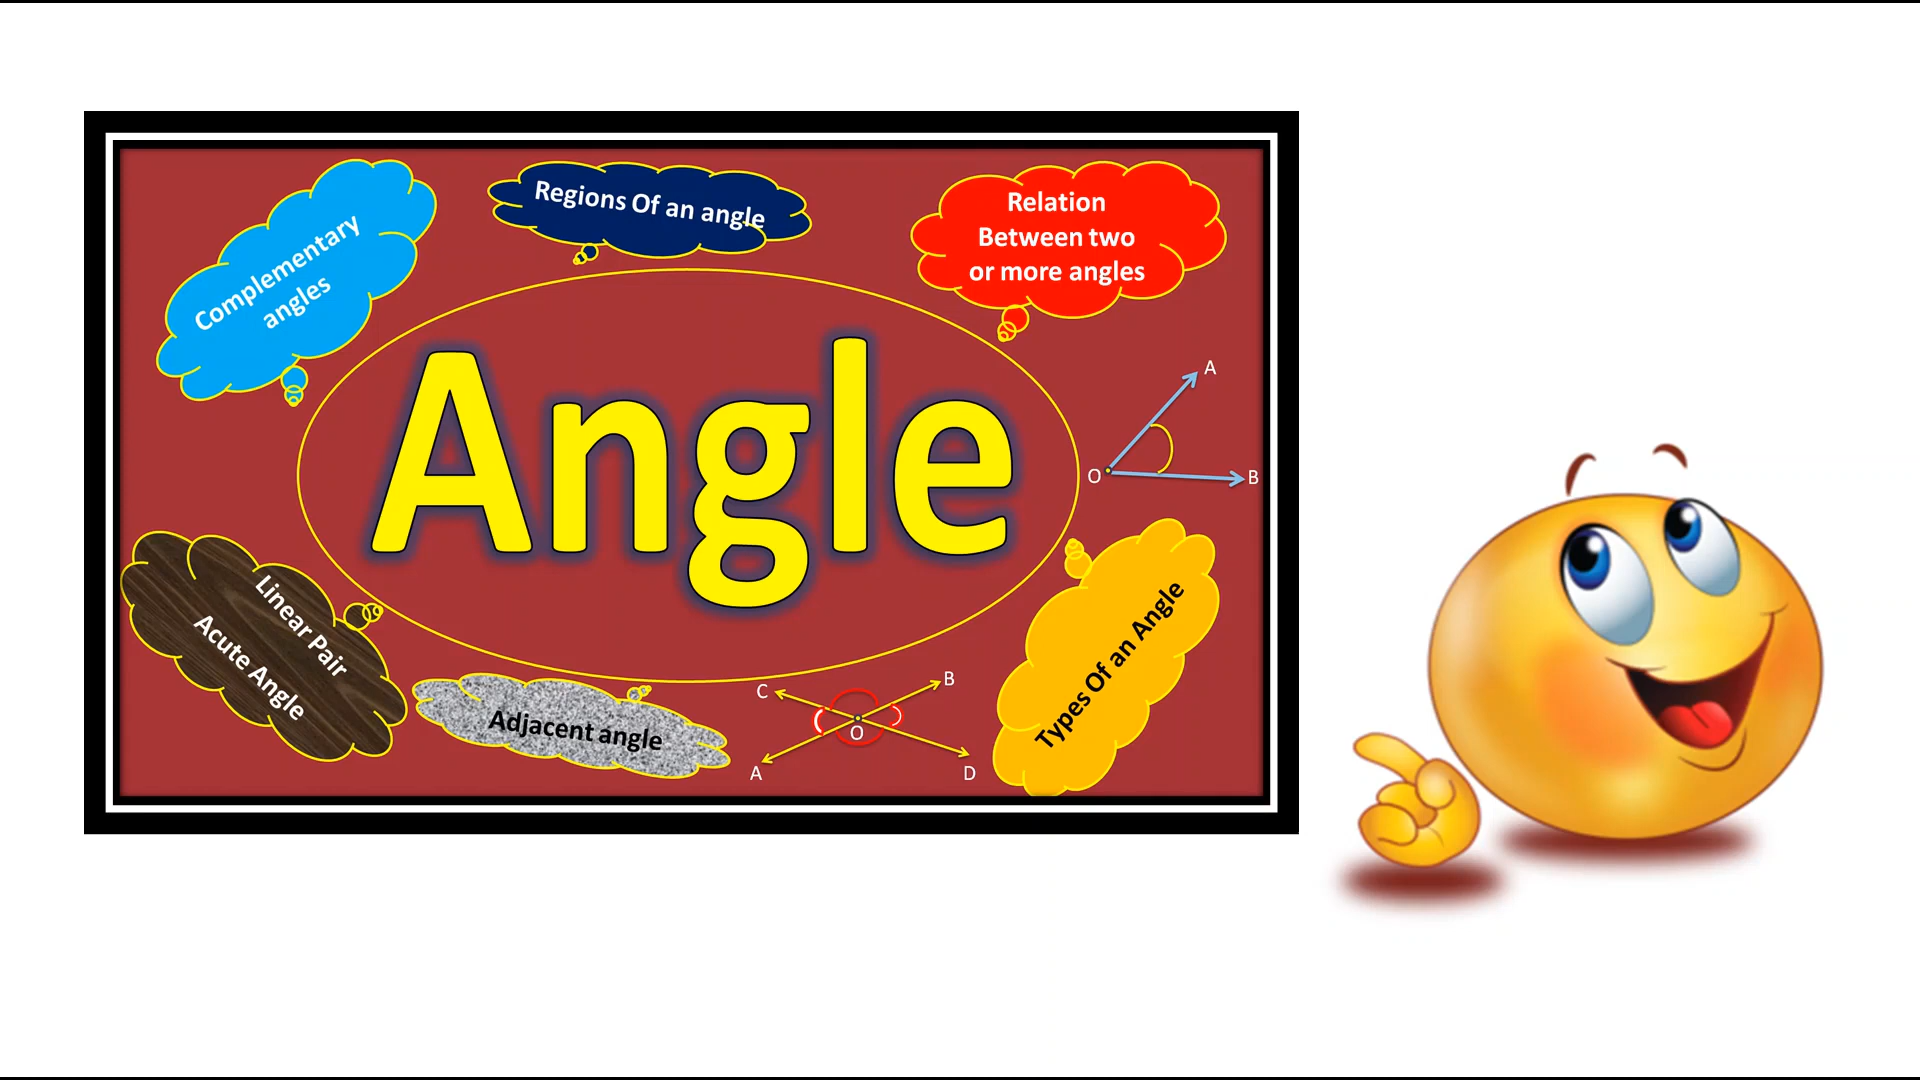 Complementary
angles
Regions Of an angle
Relation
Between two
or more angles
Angle
A
O
B
Linear Pair
Acute Angle
Adjacent angle
C
B
O
A
D
Types Of an Angle